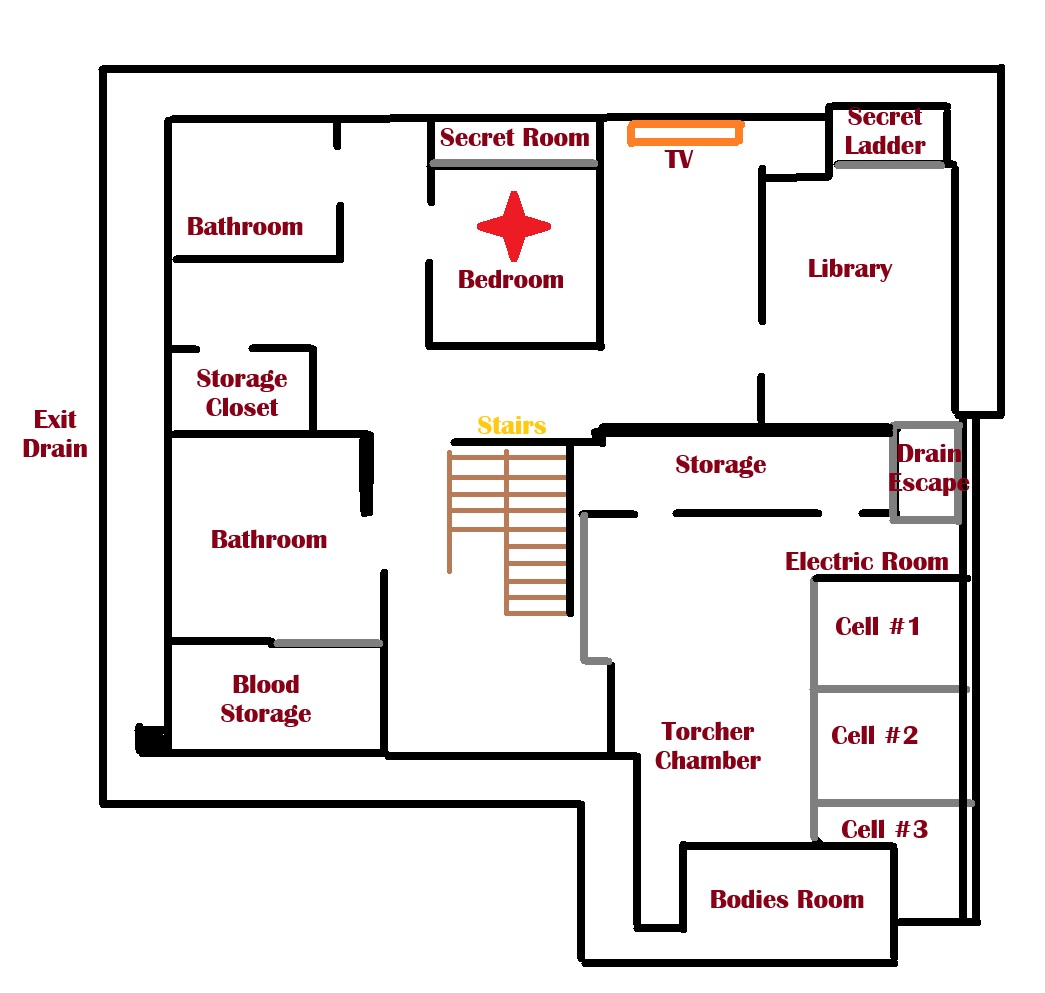 Secret
Ladder
Secret Room
TV
Bathroom
Library
Bedroom
Storage
Closet
Exit
Drain
Stairs
Drain
Escape
Storage
Bathroom
Electric Room
Cell #1
Blood
Storage
Torcher
Chamber
Cell #2
Cell #3
Bodies Room